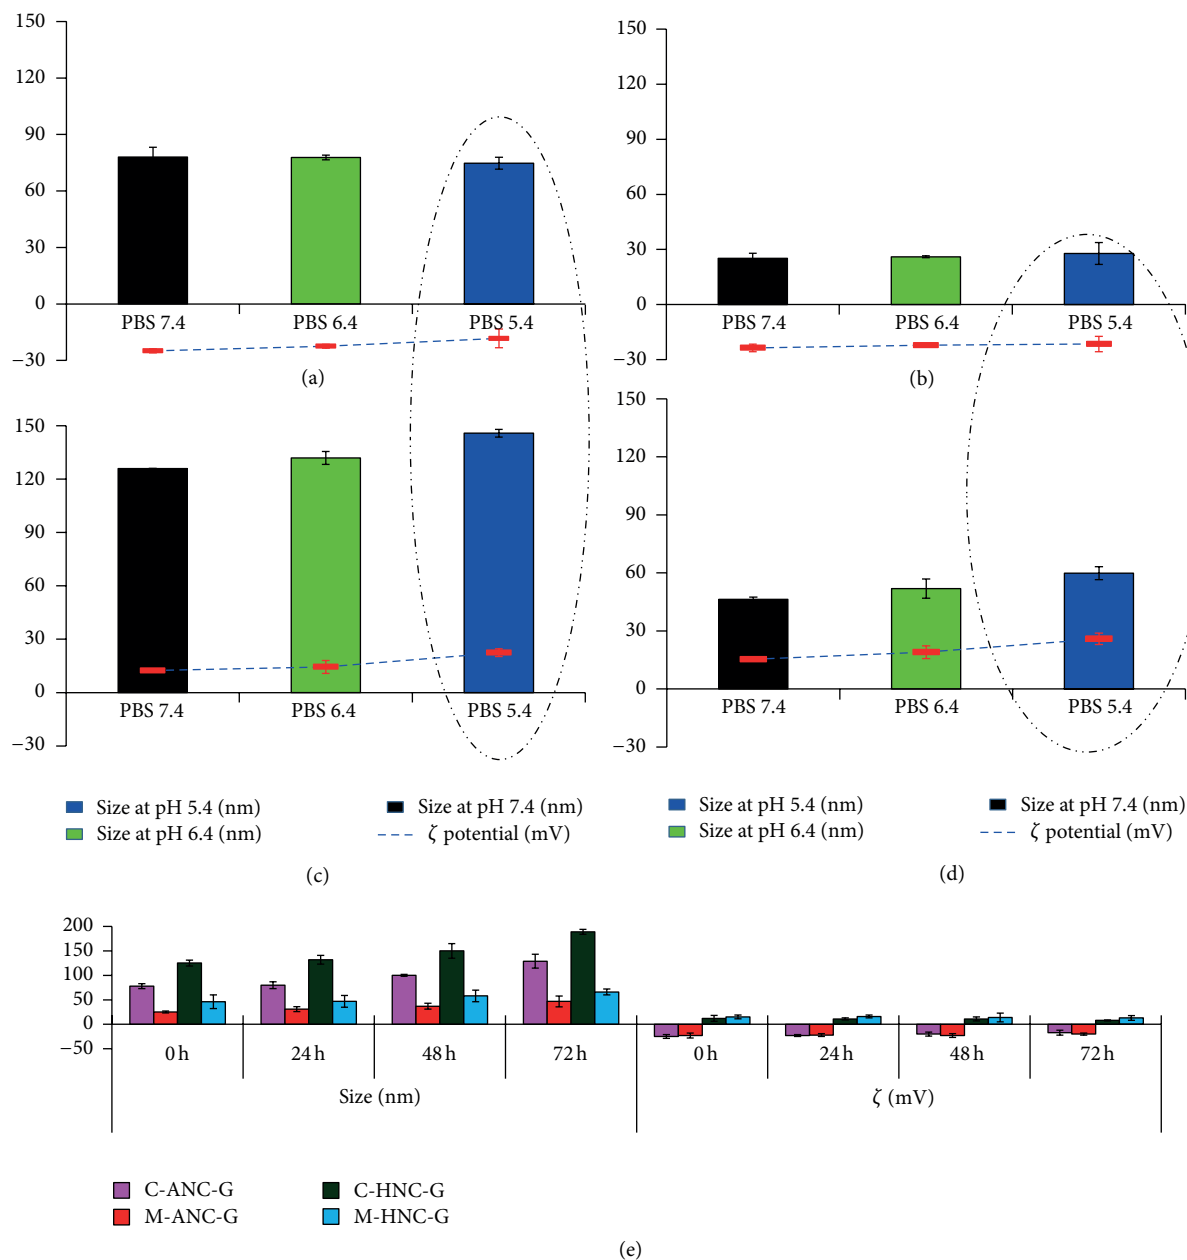 150
120
90
60
30
0
−30
PBS 7.4 PBS 6.4 PBS 5.4
(a)
150
120
90
60
30
0
−30
PBS 7.4 PBS 6.4 PBS 5.4
(b)
150
120
90
60
30
0
−30
PBS 7.4 PBS 6.4 PBS 5.4
Size at pH 5.4 (nm) Size at pH 7.4 (nm)
Size at pH 6.4 (nm) ζ potential (mV)
(c)
150
120
90
60
30
0
−30
PBS 7.4 PBS 6.4 PBS 5.4
Size at pH 5.4 (nm) Size at pH 7.4 (nm)
Size at pH 6.4 (nm) ζ potential (mV)
(d)
200
150
100
50
0
−50
0 h 24 h 48 h 72 h 0 h 24 h 48 h 72 h
Size (nm) ζ (mV)
C-ANC-G C-HNC-G
M-ANC-G M-HNC-G
(e)